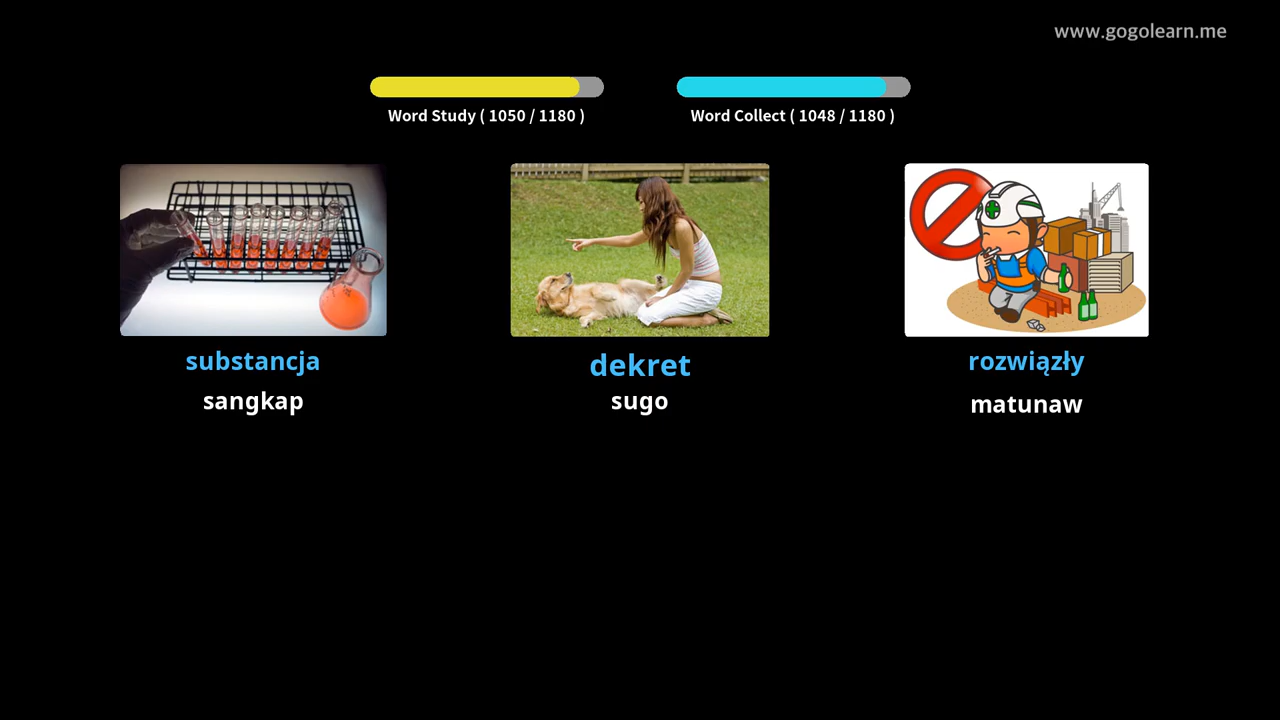 www.gogolearn.me
Word Study ( 1050 / 1180 )
Word Collect ( 1048 / 1180 )
substancja
sangkap
dekret
sugo
rozwiązły
matunaw